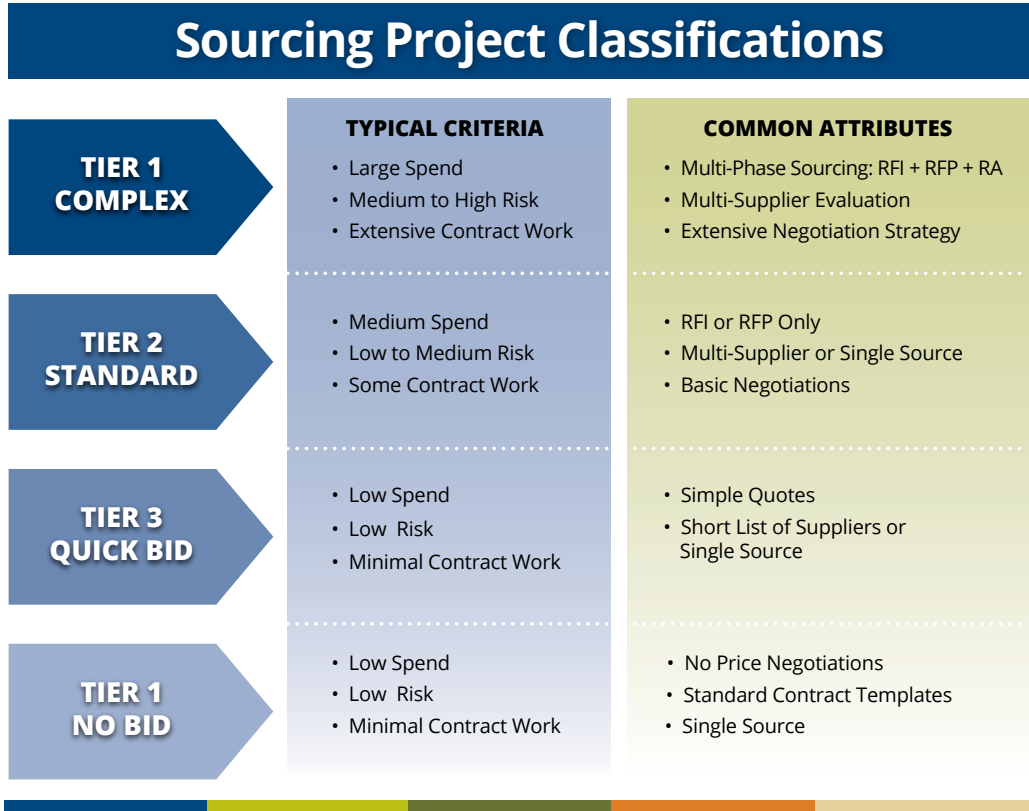 Sourcing Project Classifications
TYPICAL CRITERIA
COMMON ATTRIBUTES
TIER 1
COMPLEX
• Large Spend
• Medium to High Risk
• Extensive Contract Work
• Multi-Phase Sourcing: RFI + RFP + RA
• Multi-Supplier Evaluation
• Extensive Negotiation Strategy
TIER 2
STANDARD
• Medium Spend
• Low to Medium Risk
• Some Contract Work
• RFI or RFP Only
• Multi-Supplier or Single Source
• Basic Negotiations
TIER 3
QUICK BID
• Low Spend
• Low  Risk
• Minimal Contract Work
• Simple Quotes
• Short List of Suppliers or
Single Source
TIER 1
NO BID
• Low Spend
• Low  Risk
• Minimal Contract Work
• No Price Negotiations
• Standard Contract Templates
• Single Source